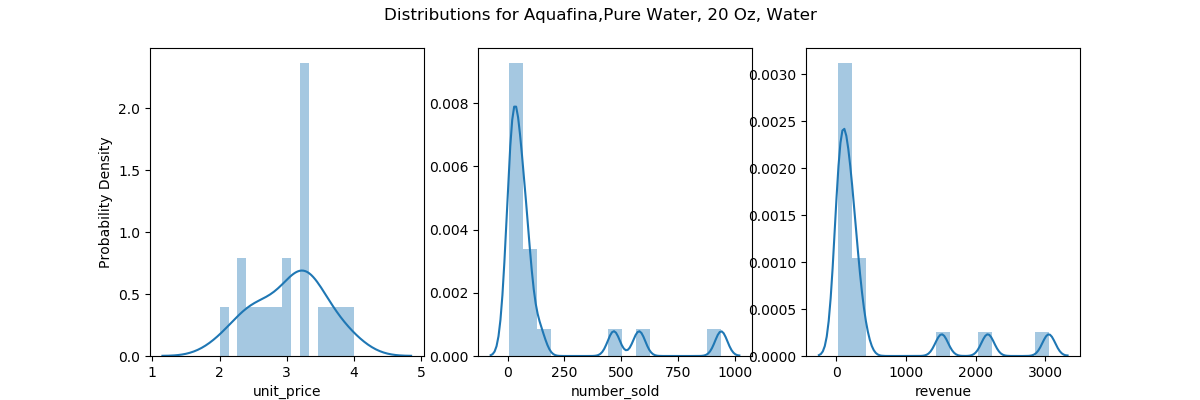 Distributions for Aquafina,Pure Water, 20 Oz, Water
Probability Density
2.0
1.5
1.0
0.5
0.0
1 2 3 4 5
unit_price
0.008
0.006
0.004
0.002
0.000
0 250 500 750 1000
number_sold
0.0030
0.0025
0.0020
0.0015
0.0010
0.0005
0.0000
0 1000 2000 3000
revenue